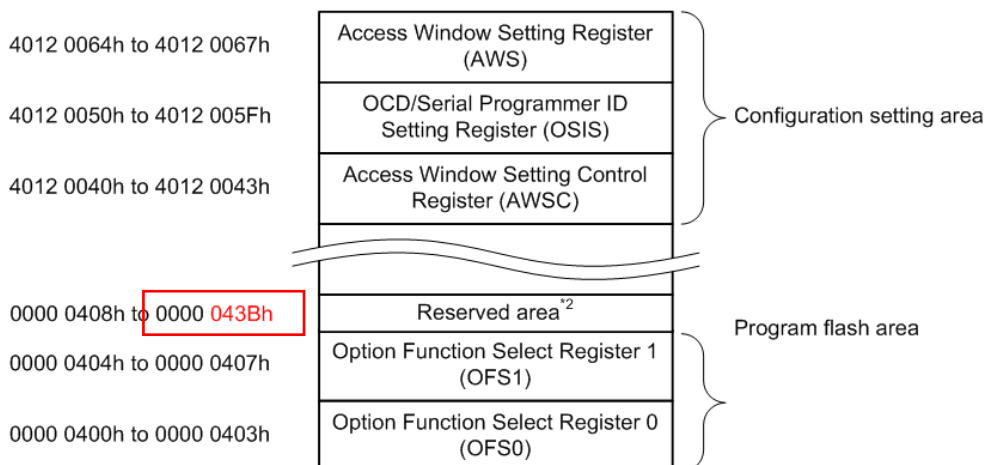 4012 0064h to 4012 0067h
Access Window Setting Register
(AWS)
4012 0050h to 4012 005Fh
OCD/Serial Programmer ID
Setting Register (OSIS)
Configuration setting area
4012 0040h to 4012 0043h
Access Window Setting Control
Register (AWSC)
0000 0408h to 0000 043Bh
Reserved area*2
Program flash area
0000 0404h to 0000 0407h
Option Function Select Register 1
(OFS1)
0000 0400h to 0000 0403h
Option Function Select Register 0
(OFS0)